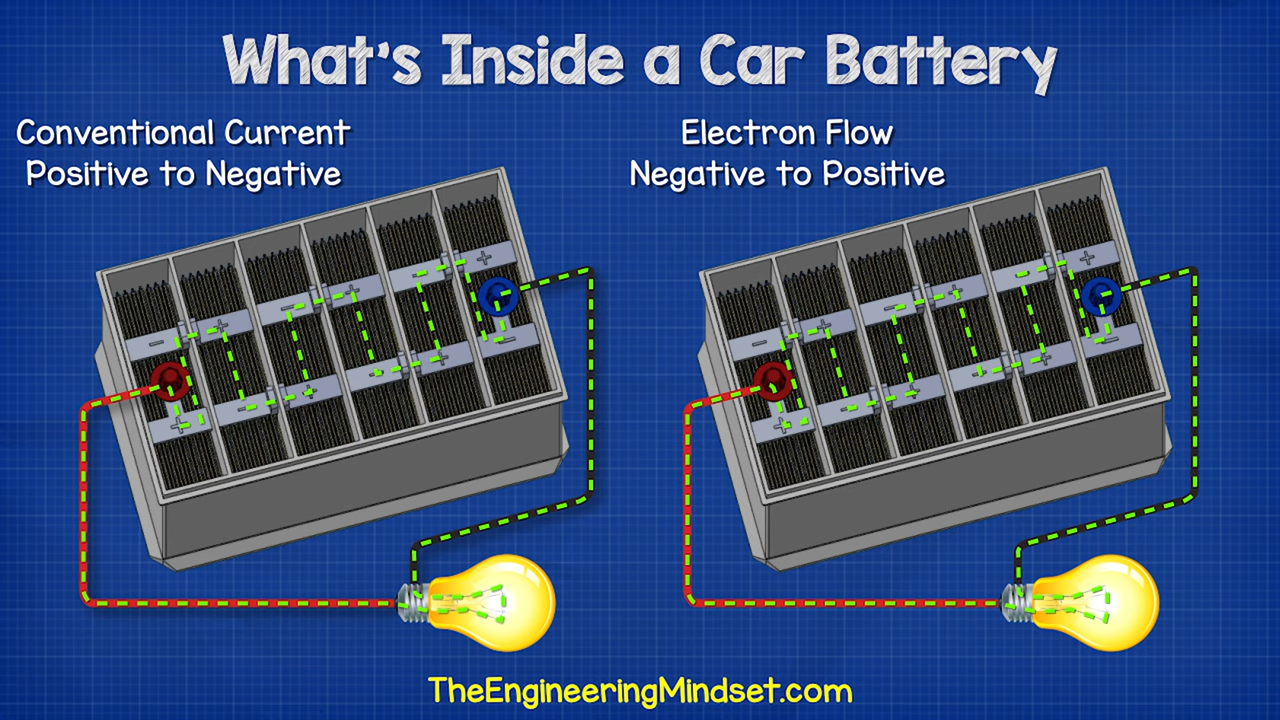 What's Inside a Car Battery
Conventional Current
Positive to Negative
Electron Flow
Negative to Positive
TheEngineeringMindset.com